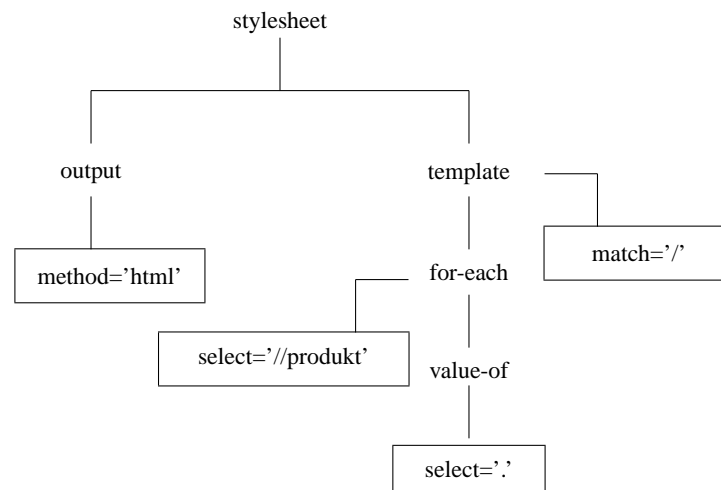 stylesheet
output
template
method=’html’
match=’/’
for-each
select=’//produkt’
value-of
select=’.’